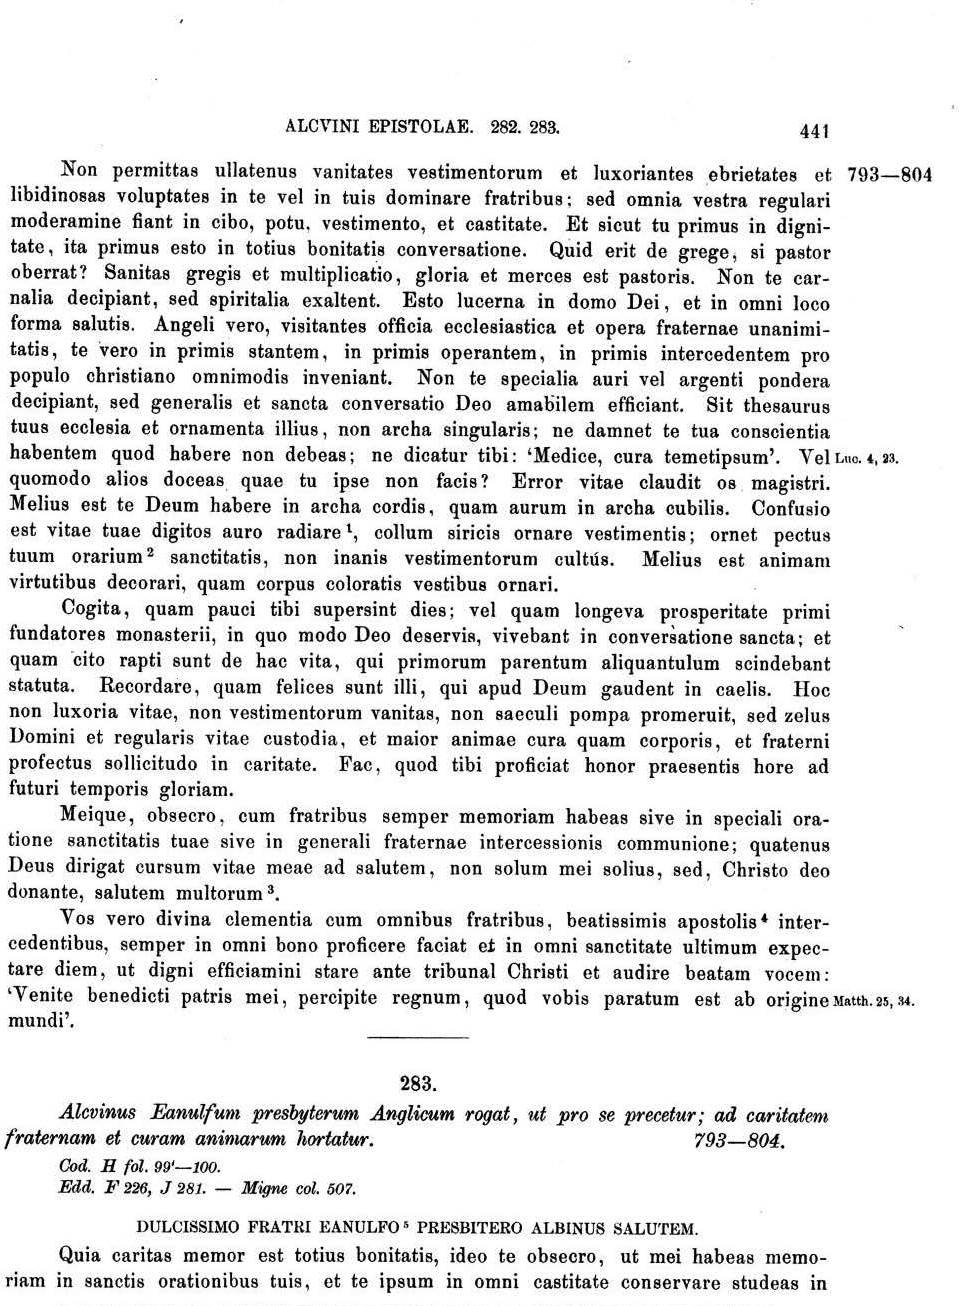 ALCVINI EPISTOLAE. 282. 283. 441
Non permittas ullatenus vanitates vestimentorum et luxoriantes ebrietates et 793—804
libidinosas voluptates in te vel in tuis dominare fratribus; sed omnia vestra regulari
moderamine fiant in cibo, potu, vestimento, et castitate. Et sicut tu primus in digni-
tate, ita primus esto in totius bonitatis conversatione. Quid erit de grege, si pastor
oberrat? Sanitas gregis et multiplicatio, gloria et merces est pastoris. Non te car-
nalia decipiant, sed spiritalia exaltent. Esto lucerna in domo Dei, et in omni loco
forma salutis. Angeli vero, visitantes officia ecclesiastica et opera fraternae unanimi-
tatis, te vero in primis stantem, in primis operantem, in primis intercedentem pro
populo christiano omnimodis inveniant. Non te specialia auri vel argenti pondera
decipiant, sed generalis et sancta conversatio Deo amabilem efficiant. Sit thesaurus
tuus ecclesia et ornamenta illius, non archa singularis; ne damnet te tua conscientia
habentem quod habere non debeas; ne dicatur tibi: ‘Medice, cura temetipsum’. Vel Luc. 4, 23.
quomodo alios doceas quae tu ipse non facis? Error vitae claudit os magistri.
Melius est te Deum habere in archa cordis, quam aurum in archa cubilis. Confusio
est vitae tuae digitos auro radiare ¹, collum siricis ornare vestimentis; ornet pectus
tuum orarium ² sanctitatis, non inanis vestimentorum cultus. Melius est animam
virtutibus decorari, quam corpus coloratis vestibus ornari.
Cogita, quam pauci tibi supersint dies; vel quam longeva prosperitate primi
fundatores monasterii, in quo modo Deo deservis, vivebant in conversatione sancta; et
quam cito rapti sunt de hac vita, qui primorum parentum aliquantulum scindebant
statuta. Recordare, quam felices sunt illi, qui apud Deum gaudent in caelis. Hoc
non luxoria vitae, non vestimentorum vanitas, non saeculi pompa promeruit, sed zelus
Domini et regularis vitae custodia, et maior animae cura quam corporis, et fraterni
profectus sollicitudo in caritate. Fac, quod tibi proficiat honor praesentis hore ad
futuri temporis gloriam.
Meique, obsecro, cum fratribus semper memoriam habeas sive in speciali ora-
tione sanctitatis tuae sive in generali fraternae intercessionis communione; quatenus
Deus dirigat cursum vitae meae ad salutem, non solum mei solius, sed, Christo deo
donante, salutem multorum ³.
Vos vero divina clementia cum omnibus fratribus, beatissimis apostolis ⁴ inter-
cedentibus, semper in omni bono proficere faciat et in omni sanctitate ultimum expec-
tare diem, ut digni efficiamini stare ante tribunal Christi et audire beatam vocem:
‘Venite benedicti patris mei, percipite regnum, quod vobis paratum est ab origine Matth. 25, 34.
mundi’.
283.
Alcvinus Eanulfum presbyterum Anglicum rogat, ut pro se precetur; ad caritatem
fraternam et curam animarum hortatur. 793—804.
Cod. H fol. 99'—100.
Edd. F 226, J 281. — Migne col. 507.
DULCISSIMO FRATRI EANULFO ⁵ PRESBITERO ALBINUS SALUTEM.
Quia caritas memor est totius bonitatis, ideo te obsecro, ut mei habeas memo-
riam in sanctis orationibus tuis, et te ipsum in omni castitate conservare studeas in